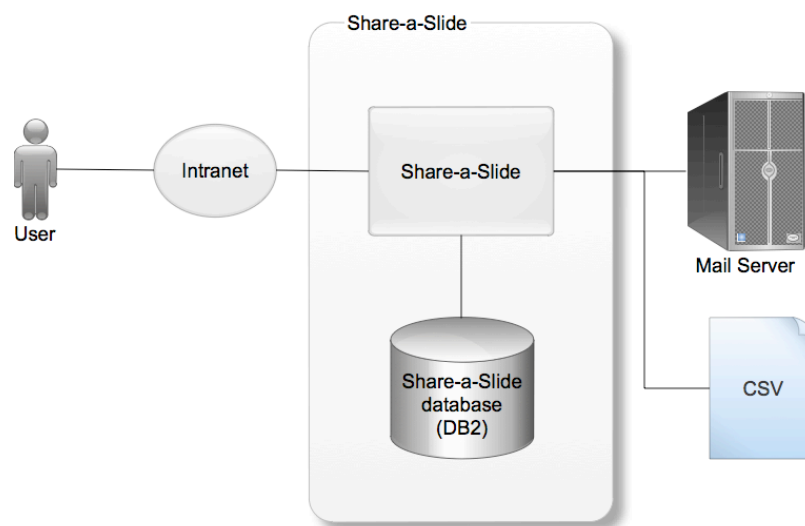 Share-a-Slide
Intranet
Share-a-Slide
User
Mail Server
Share-a-Slide
database
(DB2)
CSV